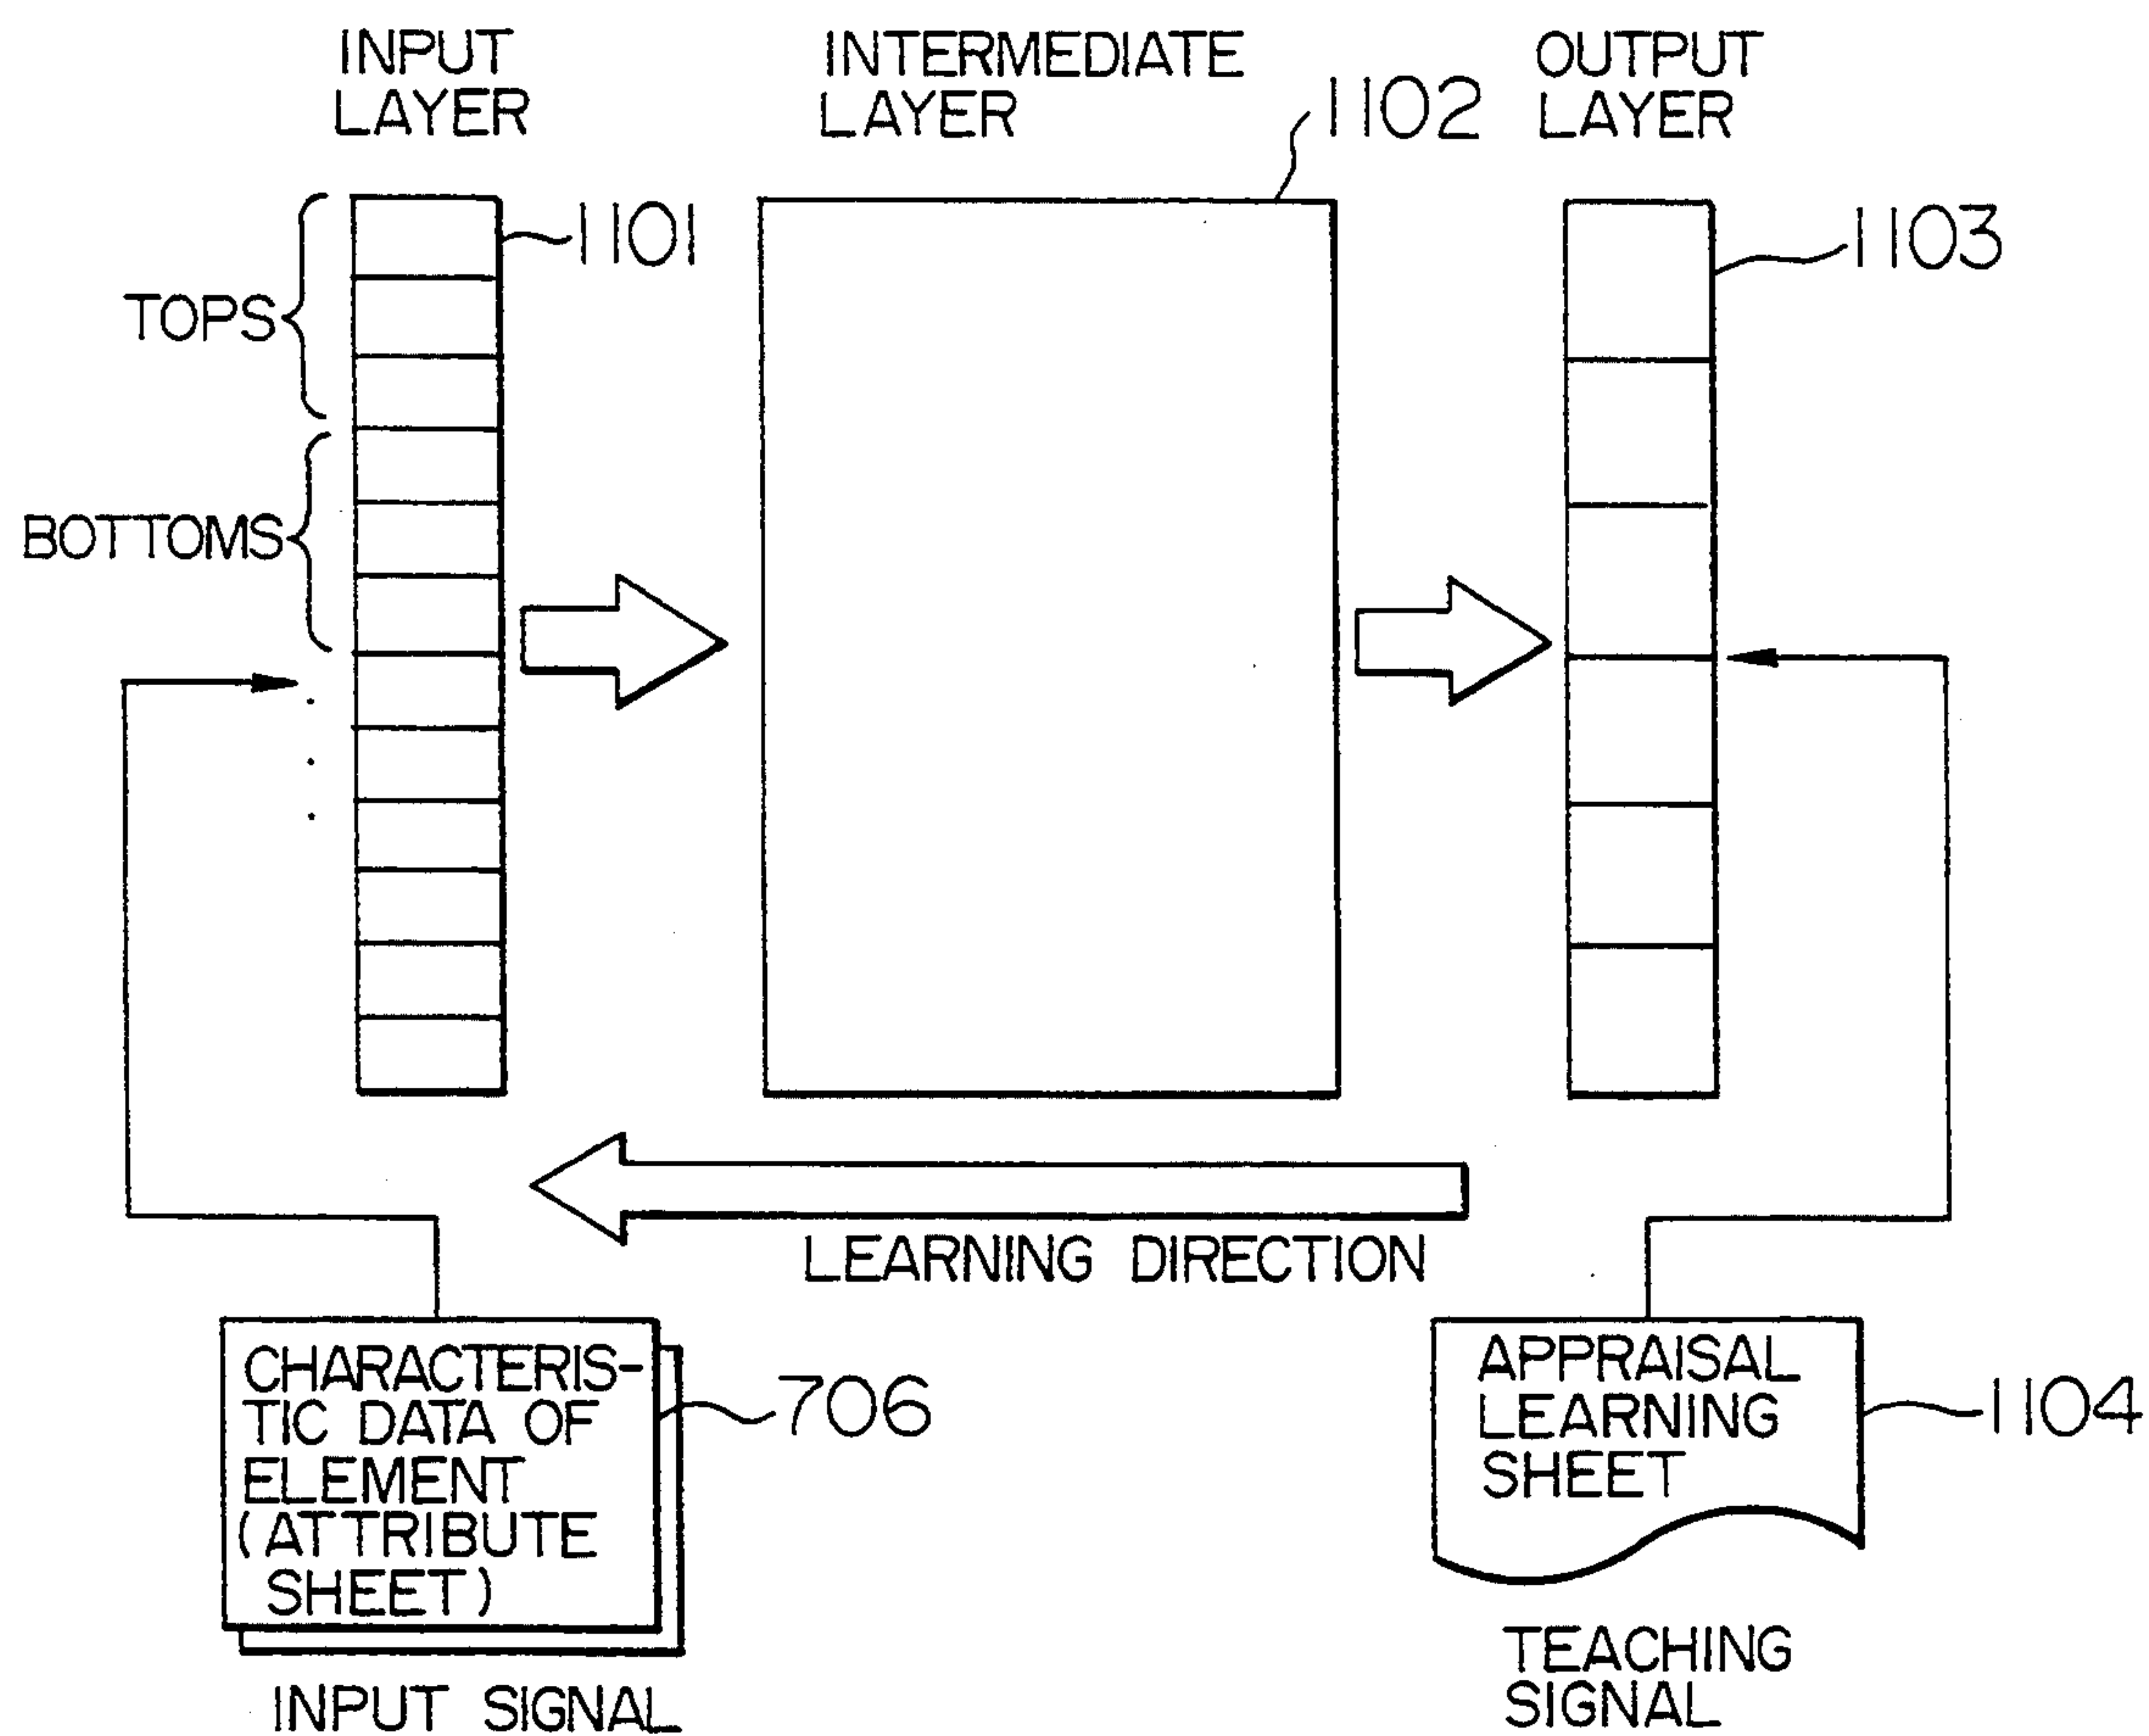 INPUT
LAYER
INTERMEDIATE
LAYER
1102
OUTPUT
LAYER
1101
1103
TOPS
BOTTOMS
LEARNING DIRECTION
CHARACTERIS-
TIC DATA OF
ELEMENT
(ATTRIBUTE
SHEET)
706
INPUT SIGNAL
APPRAISAL
LEARNING
SHEET
1104
TEACHING
SIGNAL